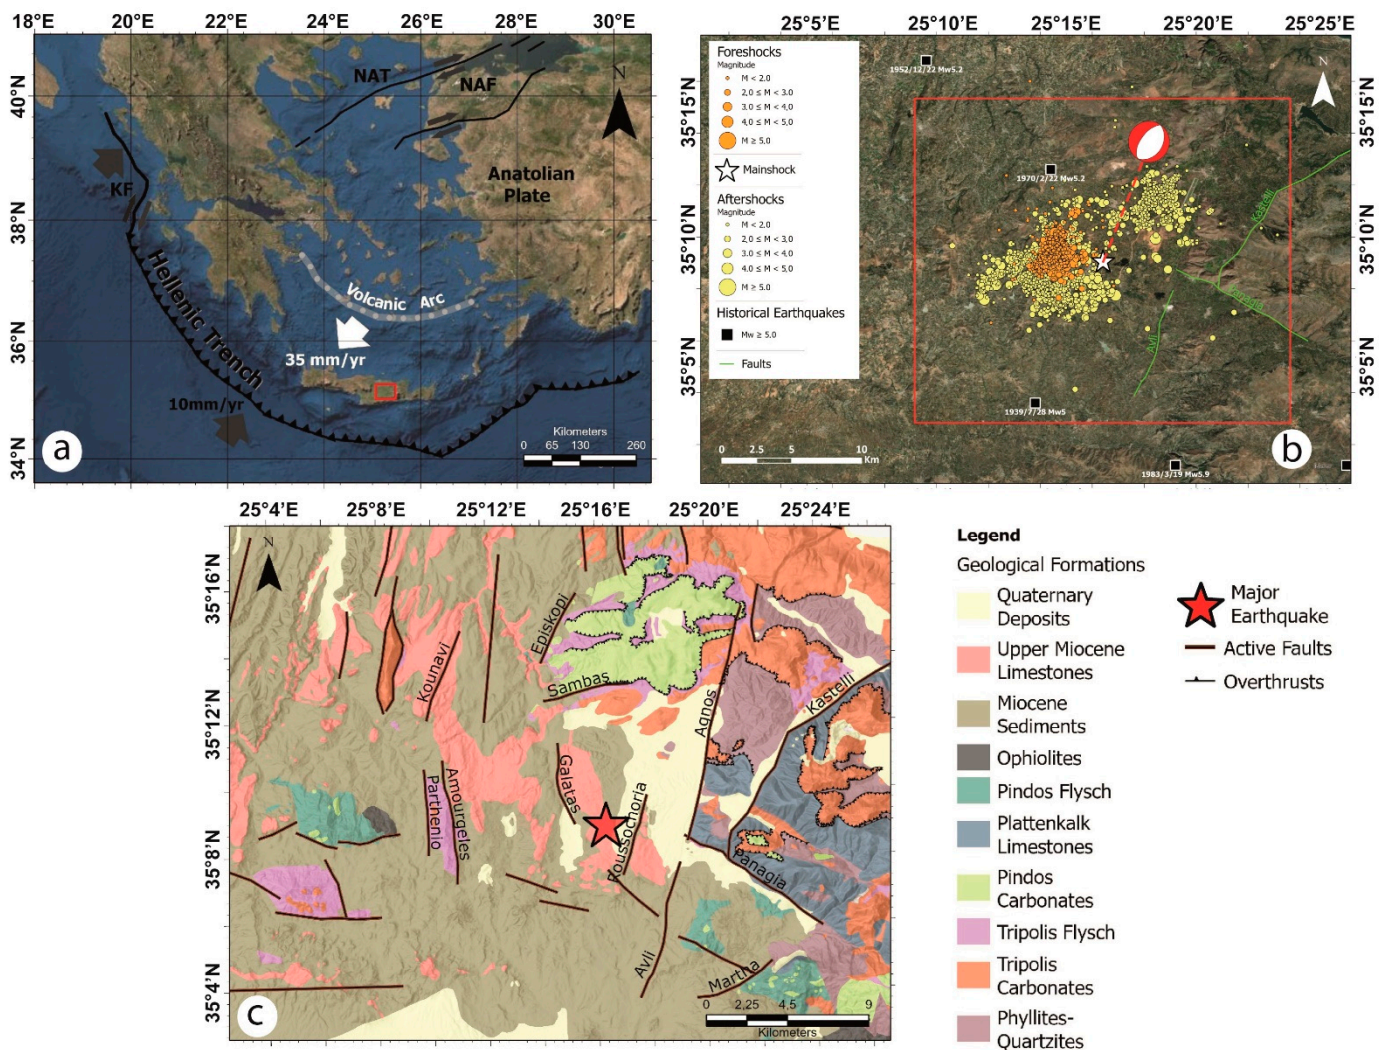 18°E 20°E 22°E 24°E 26°E 28°E 30°E
40°N
38°N
36°N
34°N
NAT
NAF
N
Anatolian
Plate
KF
Hellenic Trench
Volcanic Arc
35 mm/yr
10mm/yr
Kilometers
0 65 130 260
a
25°5'E 25°10'E 25°15'E 25°20'E 25°25'E
35°15'N
35°10'N
35°5'N
Foreshocks
Magnitude
M < 2.0
2.0 ≤ M < 3.0
3.0 ≤ M < 4.0
4.0 ≤ M < 5.0
M ≥ 5.0
Mainshock
Aftershocks
Magnitude
M < 2.0
2.0 ≤ M < 3.0
3.0 ≤ M < 4.0
4.0 ≤ M < 5.0
M ≥ 5.0
Historical Earthquakes
Mw ≥ 5.0
Faults
1952/12/22 Mw5.2
1970/2/22 Mw5.2
1939/7/28 Mw5
1983/3/19 Mw5.9
N
Kastelli
Avli
0 2.5 5 10
Km
b
25°4'E 25°8'E 25°12'E 25°16'E 25°20'E 25°24'E
35°16'N
35°12'N
35°8'N
35°4'N
N
Episkopi
Kounavi
Sambas
Agnos
Kastelli
Galatas
Parthenio
Amourgeles
Roussochoria
Panagia
Avli
Martha
0 2,25 4,5 9
Kilometers
c
Legend
Geological Formations
Quaternary
Deposits
Upper Miocene
Limestones
Miocene
Sediments
Ophiolites
Pindos Flysch
Plattenkalk
Limestones
Pindos
Carbonates
Tripolis Flysch
Tripolis
Carbonates
Phyllites-
Quartzites
Major
Earthquake
Active Faults
Overthrusts